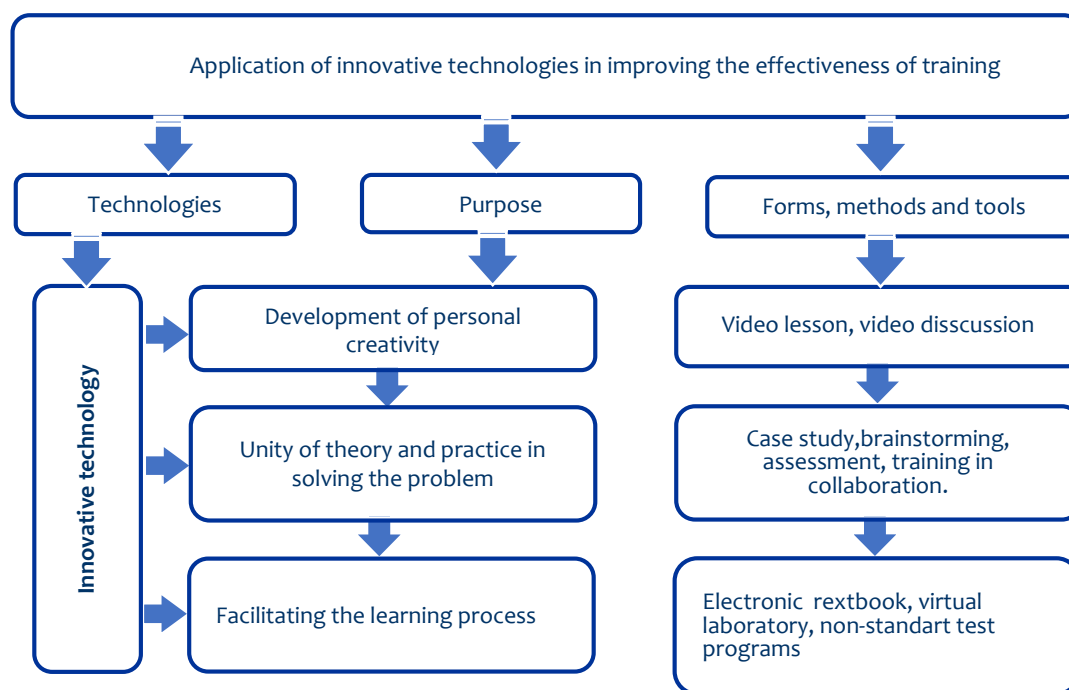 Application of innovative technologies in improving the effectiveness of training
Technologies
Purpose
Forms, methods and tools
Innovative technology
Development of personal
creativity
Video lesson, video disscussion
Unity of theory and practice in
solving the problem
Case study,brainstorming,
assessment, training in
collaboration.
Facilitating the learning process
Electronic rextbook, virtual
laboratory, non-standart test
programs